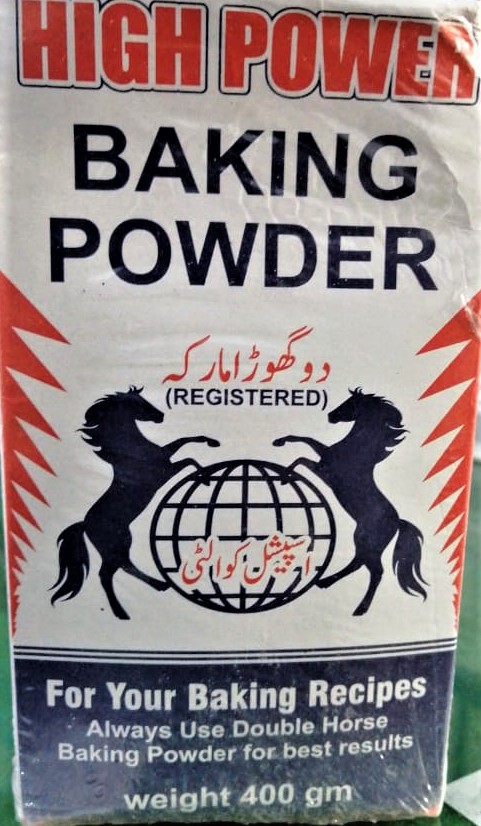 HIGH POWER
BAKING
POWDER
دو گھوڑا مارکہ
(REGISTERED)
اسپیشل کوالٹی
For Your Baking Recipes
Always Use Double Horse
Baking Powder for best results
weight 400 gm